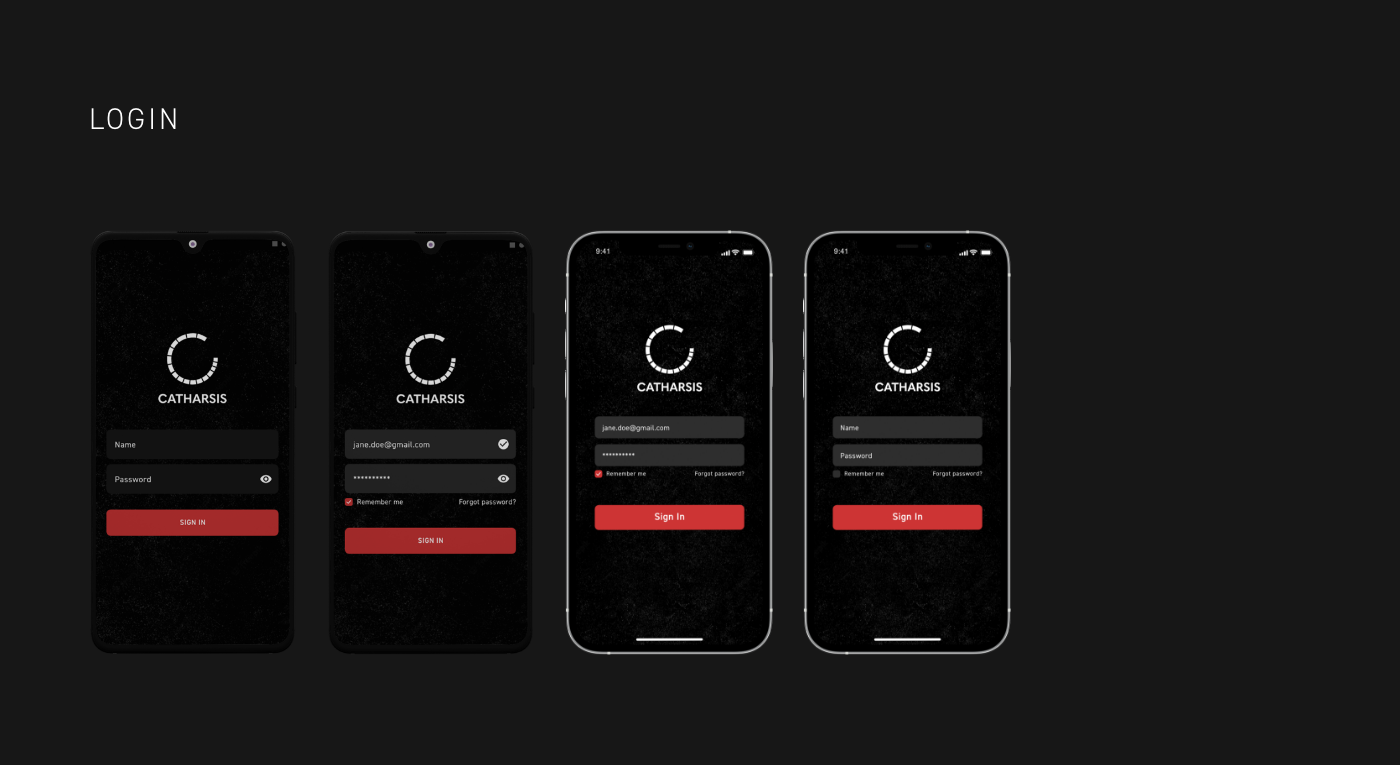 LOGIN
CATHARSIS
Name
Password
SIGN IN
CATHARSIS
jane.doe@gmail.com
**********
Remember me
Forgot password?
SIGN IN
9:41
CATHARSIS
jane.doe@gmail.com
**********
Remember me
Forgot password?
Sign In
9:41
CATHARSIS
Name
Password
Remember me
Forgot password?
Sign In